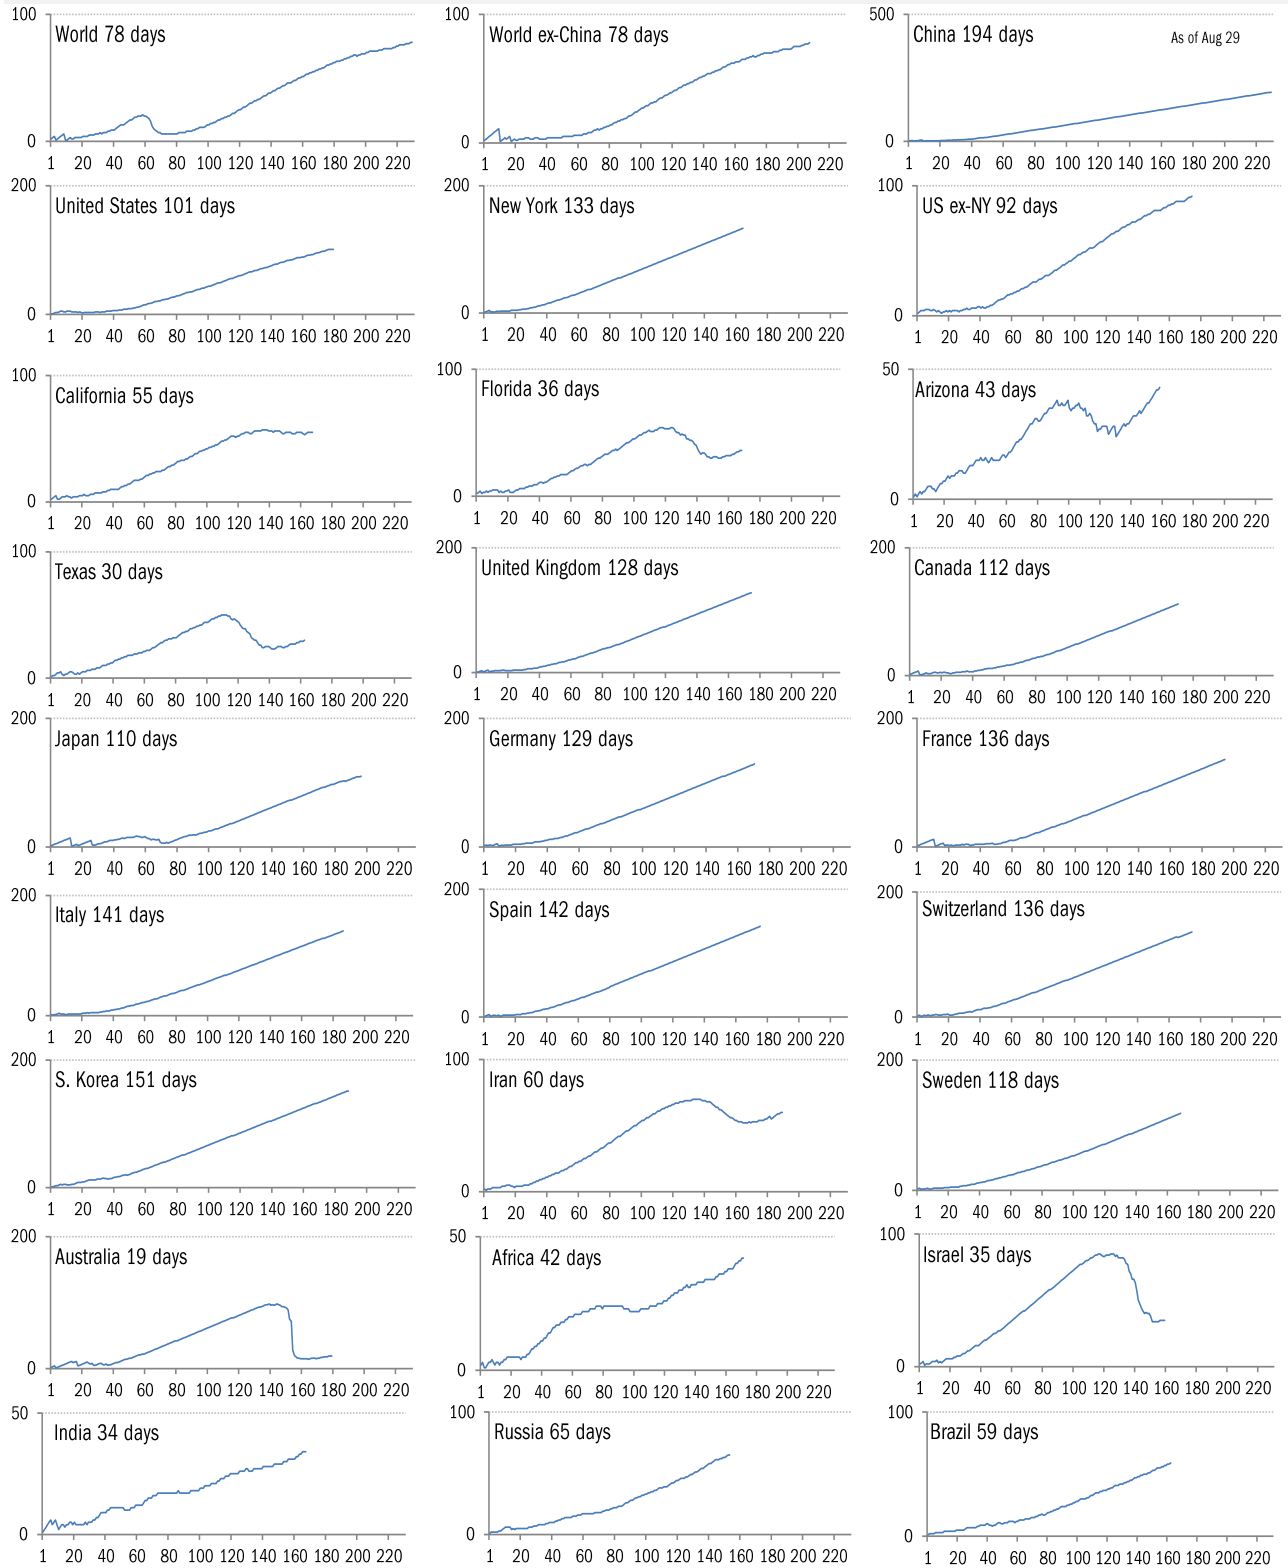 100
World 78 days
0
1 20 40 60 80 100 120 140 160 180 200 220
100
World ex-China 78 days
0
1 20 40 60 80 100 120 140 160 180 200 220
500
China 194 days
As of Aug 29
0
1 20 40 60 80 100 120 140 160 180 200 220
200
United States 101 days
0
1 20 40 60 80 100 120 140 160 180 200 220
200
New York 133 days
0
1 20 40 60 80 100 120 140 160 180 200 220
100
US ex-NY 92 days
0
1 20 40 60 80 100 120 140 160 180 200 220
100
California 55 days
0
1 20 40 60 80 100 120 140 160 180 200 220
100
Florida 36 days
0
1 20 40 60 80 100 120 140 160 180 200 220
50
Arizona 43 days
0
1 20 40 60 80 100 120 140 160 180 200 220
100
Texas 30 days
0
1 20 40 60 80 100 120 140 160 180 200 220
200
United Kingdom 128 days
0
1 20 40 60 80 100 120 140 160 180 200 220
200
Canada 112 days
0
1 20 40 60 80 100 120 140 160 180 200 220
200
Japan 110 days
0
1 20 40 60 80 100 120 140 160 180 200 220
200
Germany 129 days
0
1 20 40 60 80 100 120 140 160 180 200 220
200
France 136 days
0
1 20 40 60 80 100 120 140 160 180 200 220
200
Italy 141 days
0
1 20 40 60 80 100 120 140 160 180 200 220
200
Spain 142 days
0
1 20 40 60 80 100 120 140 160 180 200 220
200
Switzerland 136 days
0
1 20 40 60 80 100 120 140 160 180 200 220
200
S. Korea 151 days
0
1 20 40 60 80 100 120 140 160 180 200 220
100
Iran 60 days
0
1 20 40 60 80 100 120 140 160 180 200 220
200
Sweden 118 days
0
1 20 40 60 80 100 120 140 160 180 200 220
200
Australia 19 days
0
1 20 40 60 80 100 120 140 160 180 200 220
50
Africa 42 days
0
1 20 40 60 80 100 120 140 160 180 200 220
100
Israel 35 days
0
1 20 40 60 80 100 120 140 160 180 200 220
50
India 34 days
0
1 20 40 60 80 100 120 140 160 180 200 220
100
Russia 65 days
0
1 20 40 60 80 100 120 140 160 180 200 220
100
Brazil 59 days
0
1 20 40 60 80 100 120 140 160 180 200 220